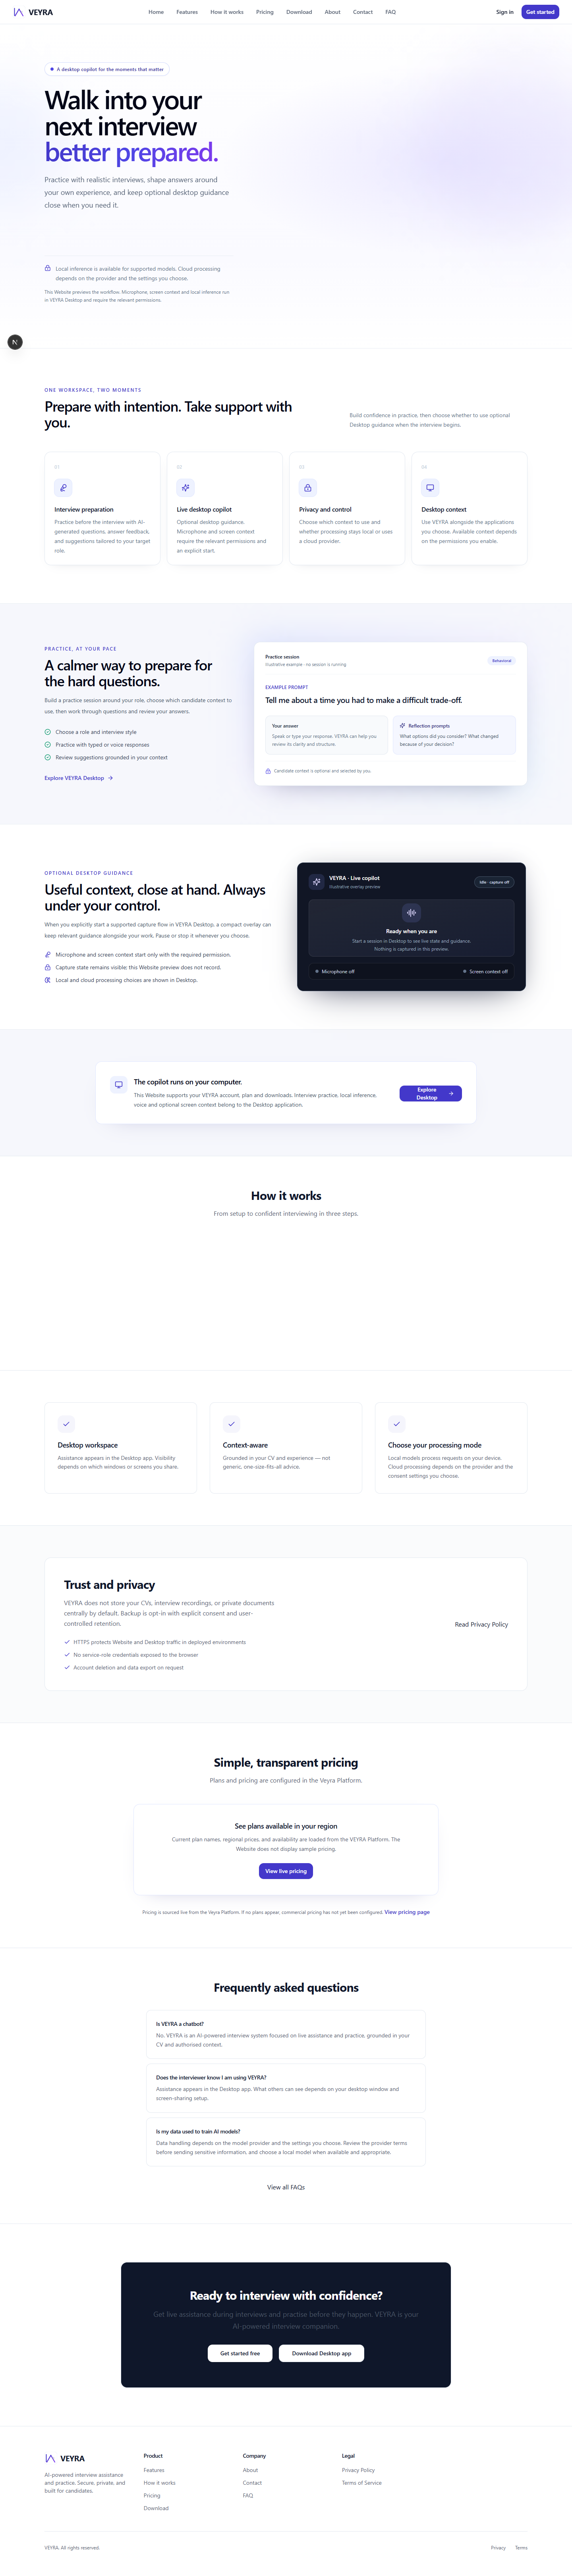 VEYRA
Home Features How it works Pricing Download About Contact FAQ
Sign in Get started
A desktop copilot for the moments that matter
Walk into your
next interview
better prepared.
Practice with realistic interviews, shape answers around
your own experience, and keep optional desktop guidance
close when you need it.
Local inference is available for supported models. Cloud processing
depends on the provider and the settings you choose.
This Website previews the workflow. Microphone, screen context and local inference run
in VEYRA Desktop and require the relevant permissions.
N
ONE WORKSPACE, TWO MOMENTS
Prepare with intention. Take support with
you.
Build confidence in practice, then choose whether to use optional
Desktop guidance when the interview begins.
01
Interview preparation
Practice before the interview with AI-
generated questions, answer feedback,
and suggestions tailored to your target
role.
02
Live desktop copilot
Optional desktop guidance.
Microphone and screen context
require the relevant permissions and
an explicit start.
03
Privacy and control
Choose which context to use and
whether processing stays local or uses
a cloud provider.
04
Desktop context
Use VEYRA alongside the applications
you choose. Available context depends
on the permissions you enable.
PRACTICE, AT YOUR PACE
A calmer way to prepare for
the hard questions.
Build a practice session around your role, choose which candidate context to
use, then work through questions and review your answers.
Choose a role and interview style
Practice with typed or voice responses
Review suggestions grounded in your context
Explore VEYRA Desktop
Practice session
Illustrative example · no session is running
Behavioral
EXAMPLE PROMPT
Tell me about a time you had to make a difficult trade-off.
Your answer
Speak or type your response. VEYRA can help you
review its clarity and structure.
Reflection prompts
What options did you consider? What changed
because of your decision?
Candidate context is optional and selected by you.
OPTIONAL DESKTOP GUIDANCE
Useful context, close at hand. Always
under your control.
When you explicitly start a supported capture flow in VEYRA Desktop, a compact overlay can
keep relevant guidance alongside your work. Pause or stop it whenever you choose.
Microphone and screen context start only with the required permission.
Capture state remains visible; this Website preview does not record.
Local and cloud processing choices are shown in Desktop.
VEYRA · Live copilot
Illustrative overlay preview
Idle · capture off
Ready when you are
Start a session in Desktop to see live state and guidance.
Nothing is captured in this preview.
Microphone off
Screen context off
The copilot runs on your computer.
This Website supports your VEYRA account, plan and downloads. Interview practice, local inference,
voice and optional screen context belong to the Desktop application.
Explore
Desktop
How it works
From setup to confident interviewing in three steps.
Desktop workspace
Assistance appears in the Desktop app. Visibility
depends on which windows or screens you share.
Context-aware
Grounded in your CV and experience — not
generic, one-size-fits-all advice.
Choose your processing mode
Local models process requests on your device.
Cloud processing depends on the provider and the
consent settings you choose.
Trust and privacy
VEYRA does not store your CVs, interview recordings, or private documents
centrally by default. Backup is opt-in with explicit consent and user-
controlled retention.
HTTPS protects Website and Desktop traffic in deployed environments
No service-role credentials exposed to the browser
Account deletion and data export on request
Read Privacy Policy
Simple, transparent pricing
Plans and pricing are configured in the Veyra Platform.
See plans available in your region
Current plan names, regional prices, and availability are loaded from the VEYRA Platform. The
Website does not display sample pricing.
View live pricing
Pricing is sourced live from the Veyra Platform. If no plans appear, commercial pricing has not yet been configured. View pricing page
Frequently asked questions
Is VEYRA a chatbot?
No. VEYRA is an AI-powered interview system focused on live assistance and practice, grounded in your
CV and authorised context.
Does the interviewer know I am using VEYRA?
Assistance appears in the Desktop app. What others can see depends on your desktop window and
screen-sharing setup.
Is my data used to train AI models?
Data handling depends on the model provider and the settings you choose. Review the provider terms
before sending sensitive information, and choose a local model when available and appropriate.
View all FAQs
Ready to interview with confidence?
Get live assistance during interviews and practise before they happen. VEYRA is your
AI-powered interview companion.
Get started free
Download Desktop app
VEYRA
AI-powered interview assistance
and practice. Secure, private, and
built for candidates.
Product
Features
How it works
Pricing
Download
Company
About
Contact
FAQ
Legal
Privacy Policy
Terms of Service
VEYRA. All rights reserved.
Privacy Terms